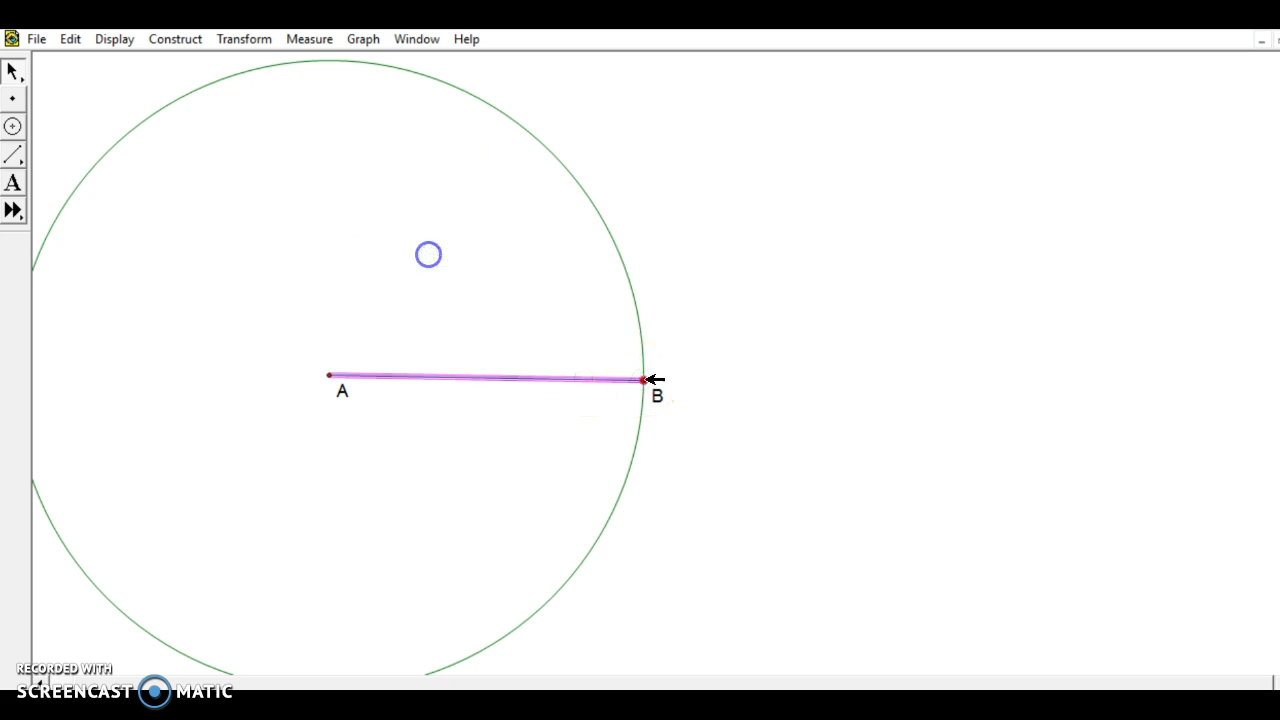 File Edit Display Construct Transform Measure Graph Window Help
A
A
B
RECORDED WITH
SCREENCAST MATIC